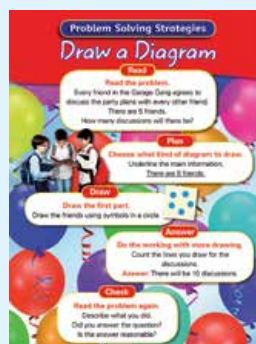 Problem Solving Strategies
Draw a Diagram
Read
Read the problem.
Every friend in the Garage Gang agrees to
discuss the party plans with every other friend.
There are 5 friends.
How many discussions will there be?
Plan
Choose what kind of diagram to draw.
Underline the main information.
There are 5 friends.
Draw
Draw the first part.
Draw the friends using symbols in a circle.
Answer
Do the working with more drawing.
Count the lines you draw for the
discussions.
Answer: There will be 10 discussions.
Check
Read the problem again.
Describe what you did.
Did you answer the question?
Is the answer reasonable?